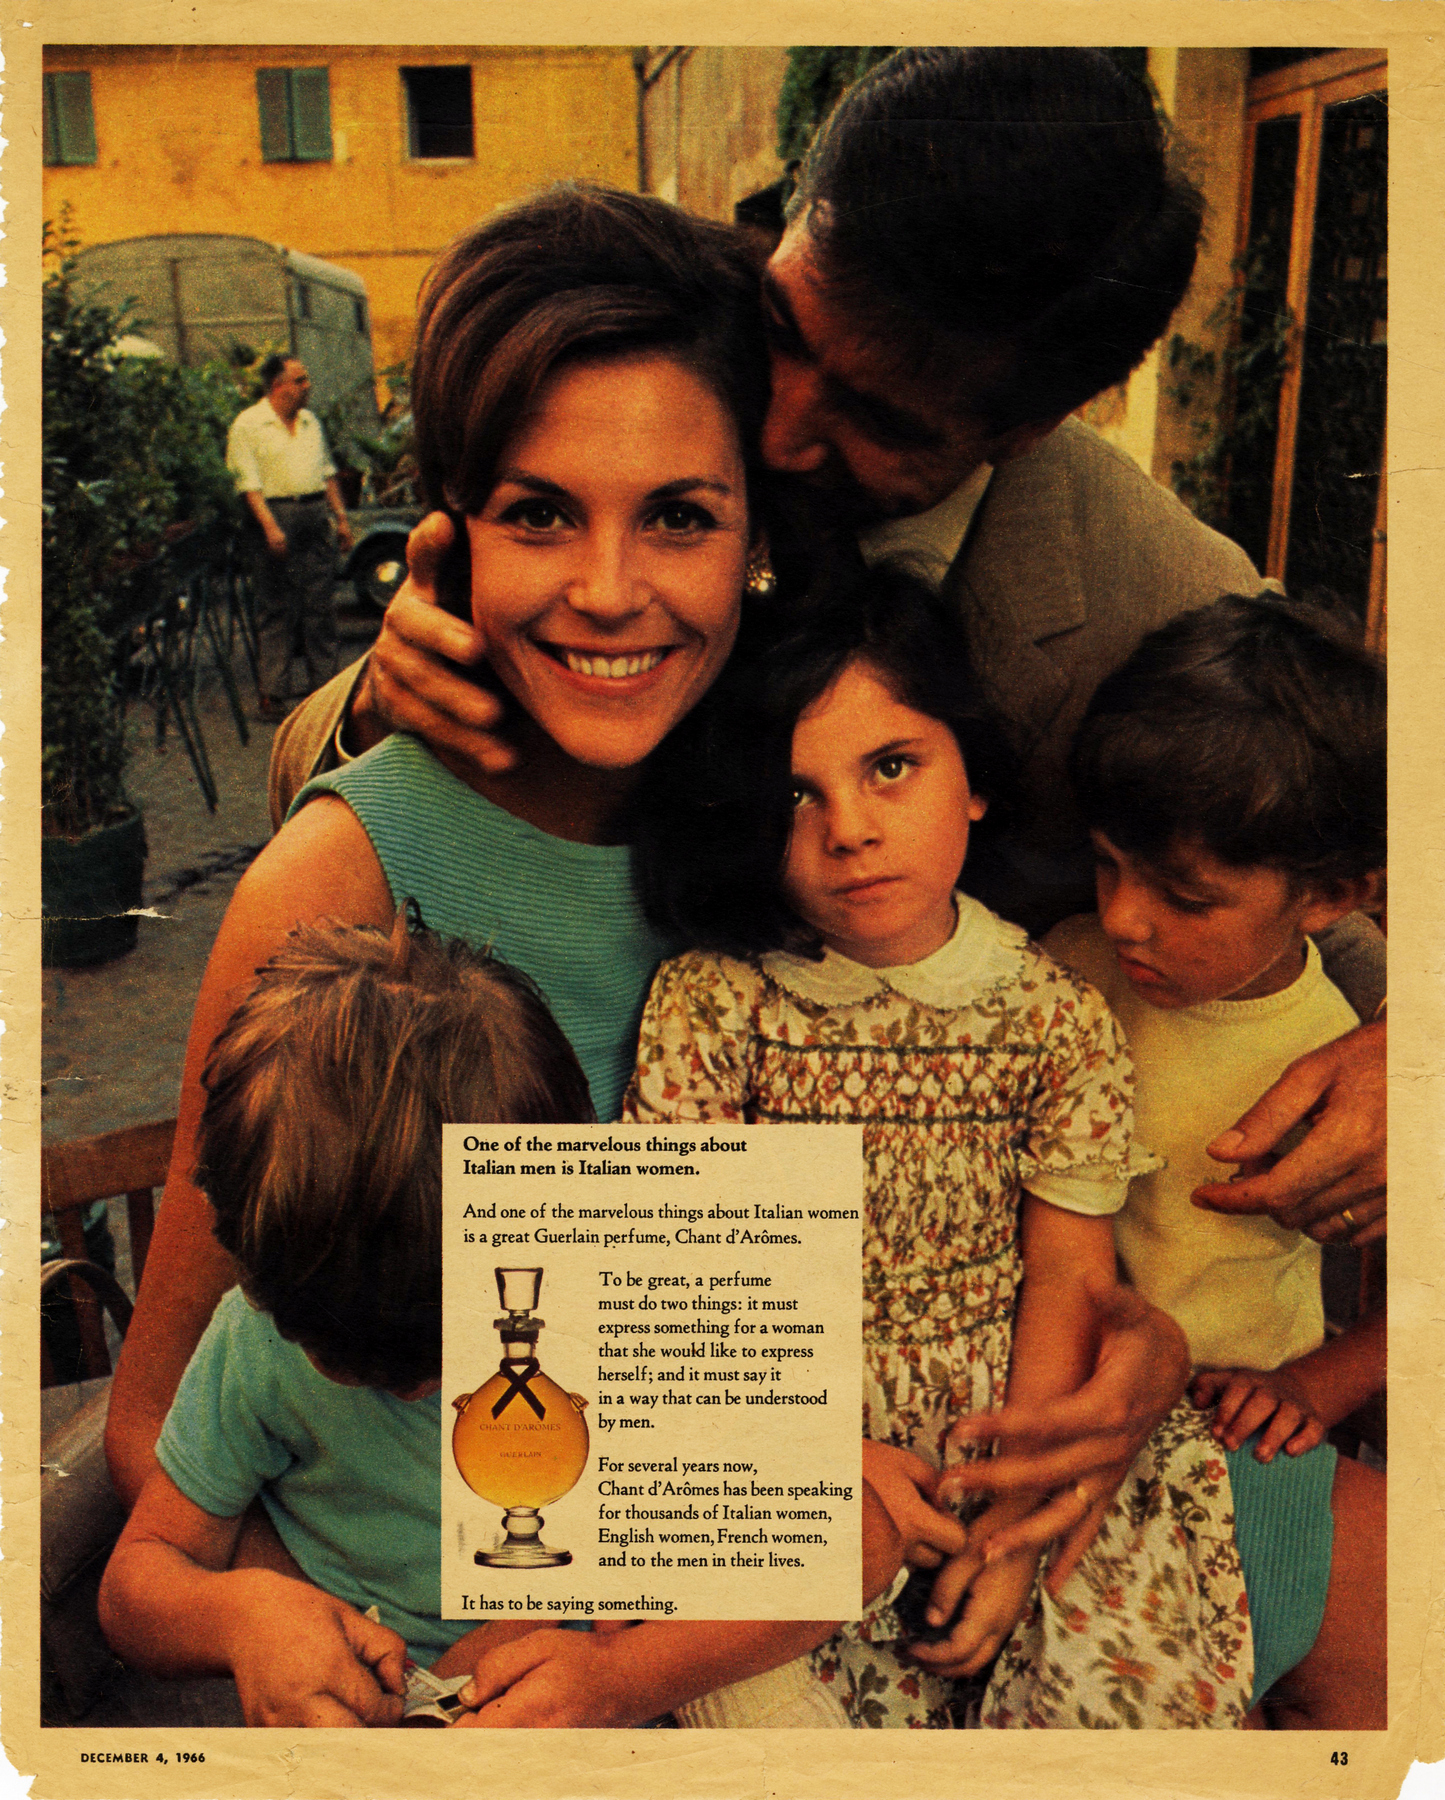 One of the marvelous things about
Italian men is Italian women.
And one of the marvelous things about Italian women
is a great Guerlain perfume, Chant d'Arômes.
To be great, a perfume
must do two things: it must
express something for a woman
that she would like to express
herself; and it must say it
in a way that can be understood
by men.
CHANT D'AROMES
GUERLAIN
For several years now,
Chant d'Arômes has been speaking
for thousands of Italian women,
English women, French women,
and to the men in their lives.
It has to be saying something.
DECEMBER 4, 1966
43